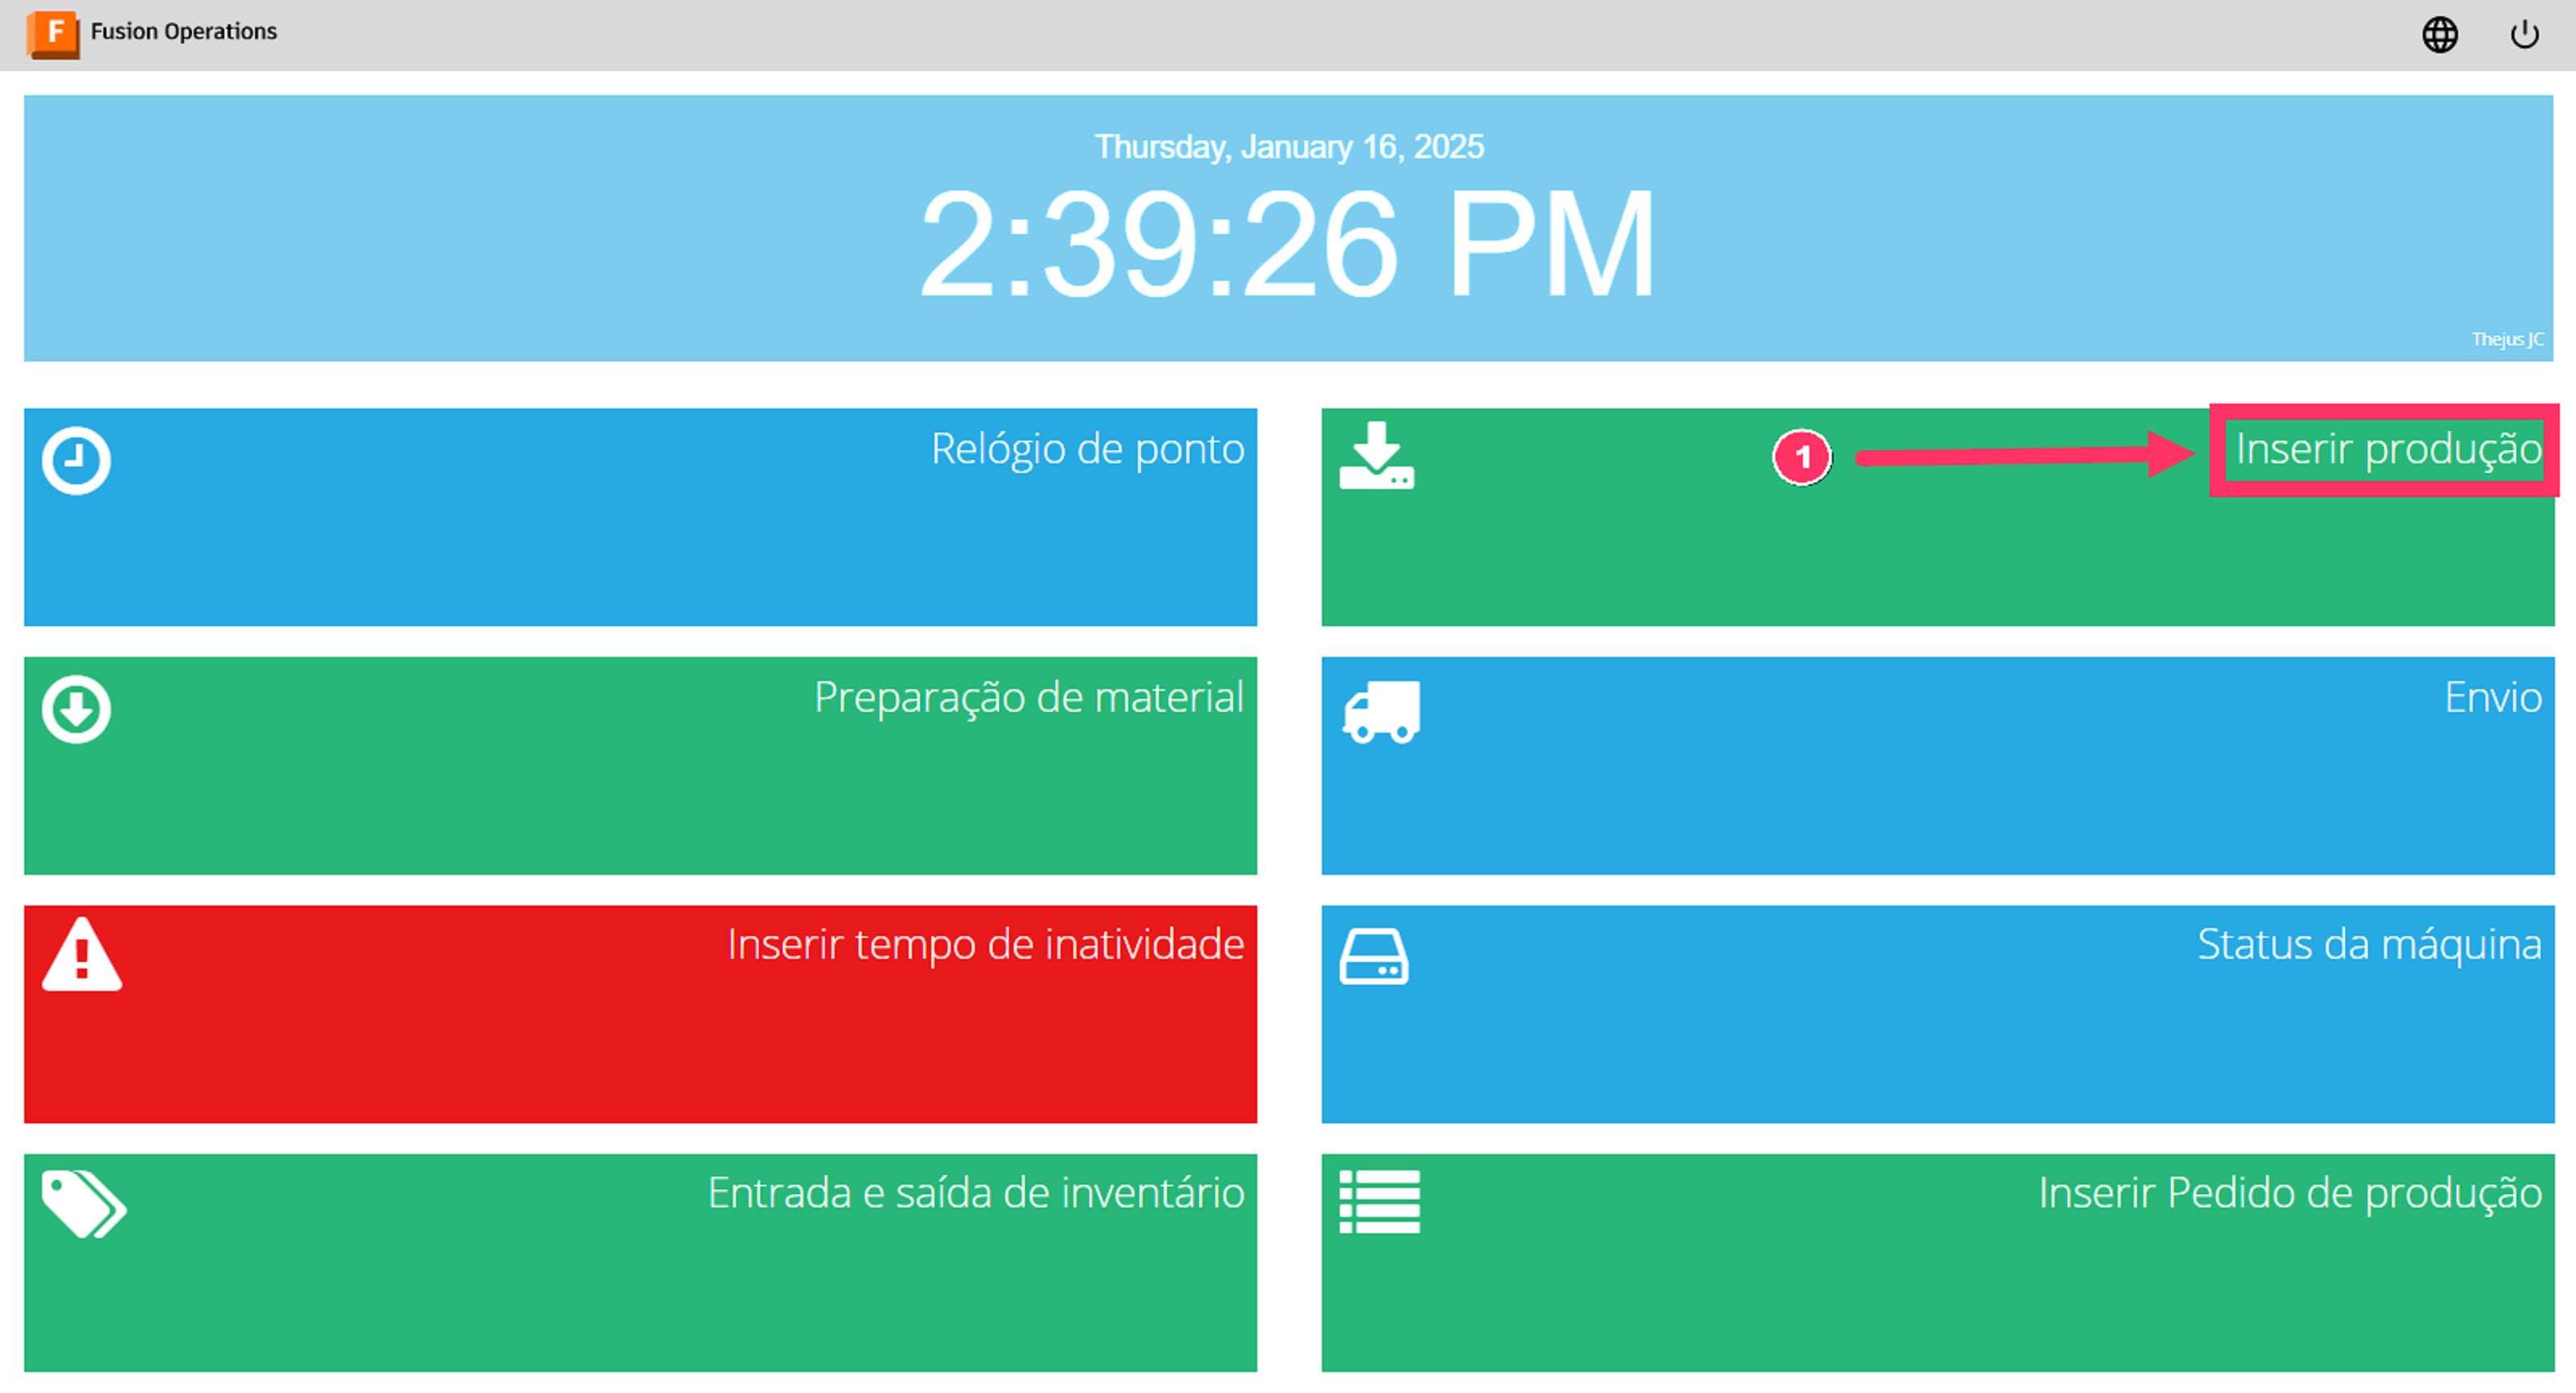 F Fusion Operations
Thursday, January 16, 2025
2:39:26 PM
Thejus JC
Relógio de ponto
1 Inserir produção
Preparação de material
Envio
Inserir tempo de inatividade
Status da máquina
Entrada e saída de inventário
Inserir Pedido de produção